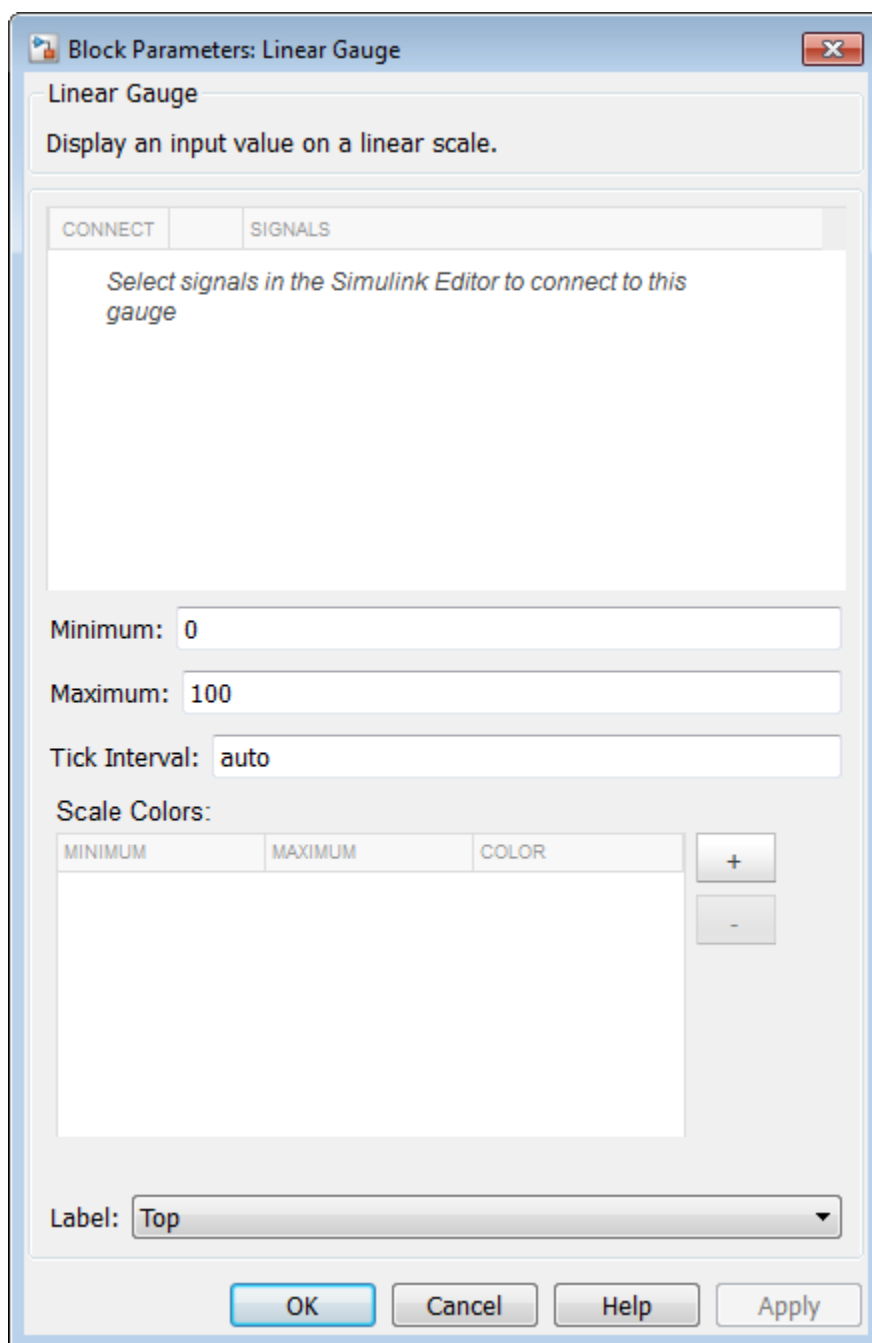 Block Parameters: Linear Gauge
Linear Gauge
Display an input value on a linear scale.
CONNECT SIGNALS
Select signals in the Simulink Editor to connect to this
gauge
Minimum: 0
Maximum: 100
Tick Interval: auto
Scale Colors:
MINIMUM MAXIMUM COLOR
+
-
Label: Top
OK Cancel Help Apply